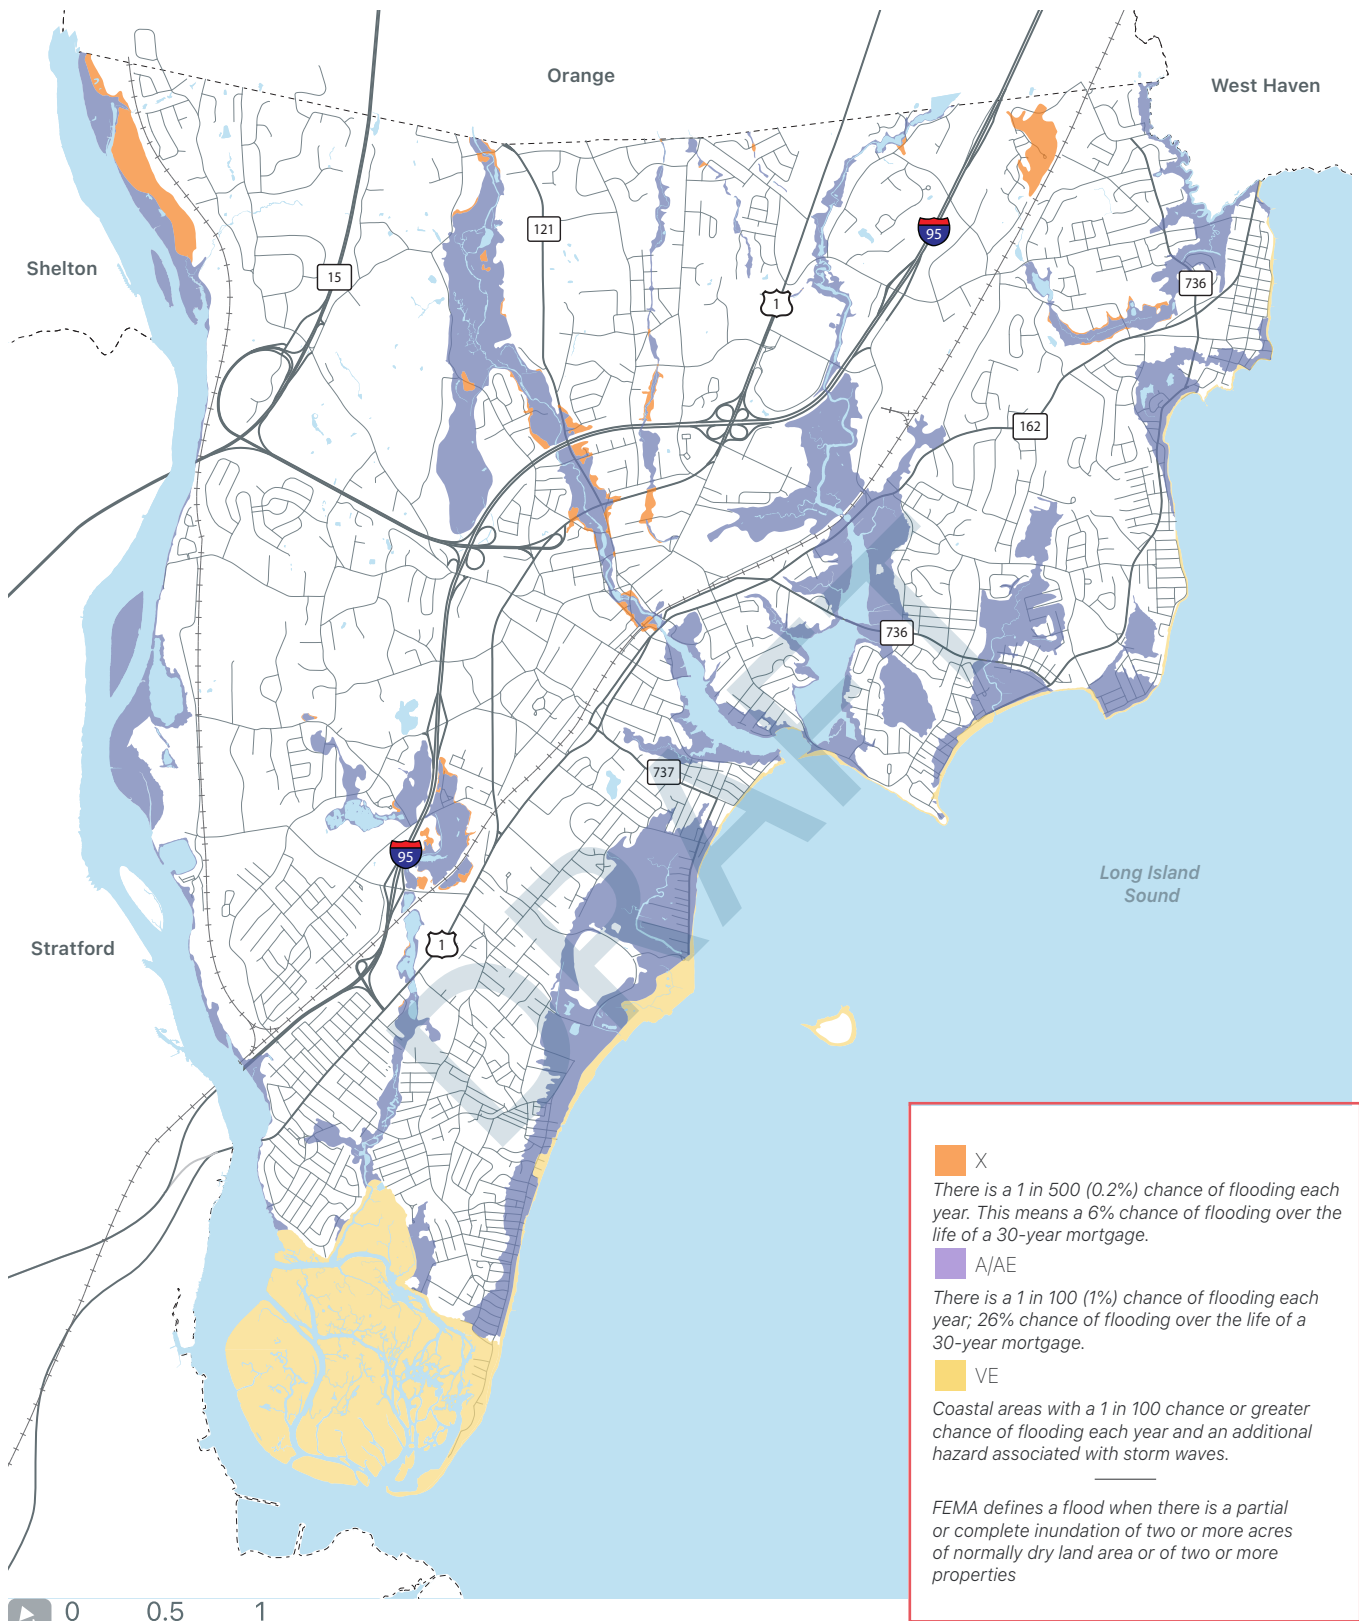 Orange
West Haven
121
95
Shelton
15
736
1
162
736
737
Long Island
Sound
95
1
Stratford
DRAFT
X
There is a 1 in 500 (0.2%) chance of flooding each
year. This means a 6% chance of flooding over the
life of a 30-year mortgage.
A/AE
There is a 1 in 100 (1%) chance of flooding each
year; 26% chance of flooding over the life of a
30-year mortgage.
VE
Coastal areas with a 1 in 100 chance or greater
chance of flooding each year and an additional
hazard associated with storm waves.
FEMA defines a flood when there is a partial
or complete inundation of two or more acres
of normally dry land area or of two or more
properties
0 0.5 1